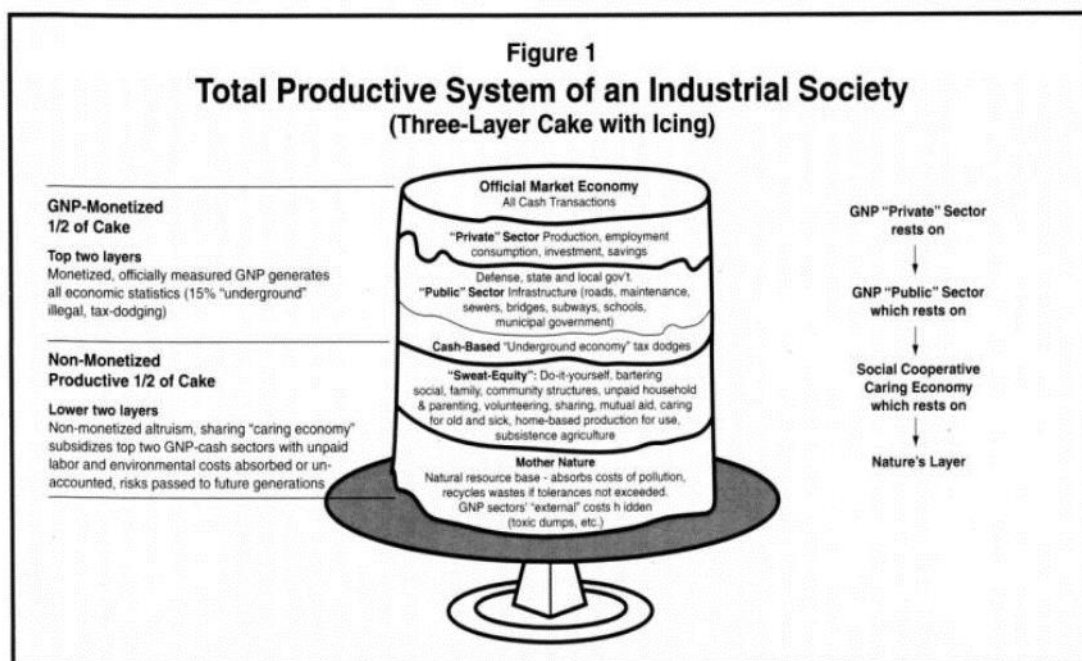 Figure 1
Total Productive System of an Industrial Society
(Three-Layer Cake with Icing)
GNP-Monetized
1/2 of Cake
Top two layers
Monetized, officially measured GNP generates
all economic statistics (15% "underground"
illegal, tax-dodging)
Non-Monetized
Productive 1/2 of Cake
Lower two layers
Non-monetized altruism, sharing "caring economy"
subsidizes top two GNP-cash sectors with unpaid
labor and environmental costs absorbed or un-
accounted, risks passed to future generations
Official Market Economy
All Cash Transactions
"Private" Sector Production, employment
consumption, investment, savings
Defense, state and local gov't.
"Public" Sector Infrastructure (roads, maintenance,
sewers, bridges, subways, schools,
municipal government)
Cash-Based "Underground economy" tax dodges
"Sweat-Equity": Do-it-yourself, bartering
social, family, community structures, unpaid household
& parenting, volunteering, sharing, mutual aid, caring
for old and sick, home-based production for use,
subsistence agriculture
Mother Nature
Natural resource base - absorbs costs of pollution,
recycles wastes if tolerances not exceeded.
GNP sectors' "external" costs h idden
(toxic dumps, etc.)
GNP "Private" Sector
rests on
GNP "Public" Sector
which rests on
Social Cooperative
Caring Economy
which rests on
Nature's Layer